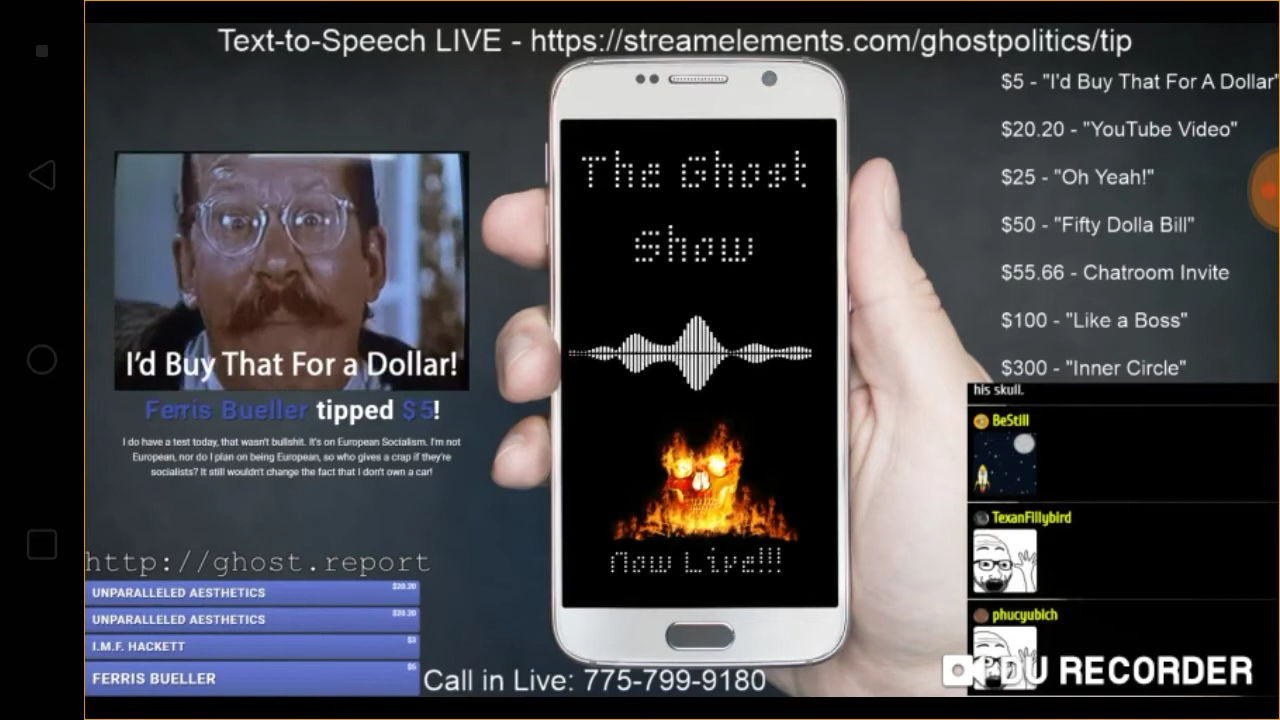 Text-to-Speech LIVE - https://streamelements.com/ghostpolitics/tip
$5 - "I'd Buy That For A Dollar"
$20.20 - "YouTube Video"
$25 - "Oh Yeah!"
$50 - "Fifty Dolla Bill"
$55.66 - Chatroom Invite
$100 - "Like a Boss"
$300 - "Inner Circle"
The Ghost
Show
Now Live!!!
I'd Buy That For a Dollar!
Ferris Bueller tipped $5!
I do have a test today, that wasn't bullshit. It's on European Socialism. I'm not
European, nor do I plan on being European, so who gives a crap if they're
socialists? It still wouldn't change the fact that I don't own a car!
http://ghost.report
UNPARALLELED AESTHETICS $20.20
UNPARALLELED AESTHETICS $20.20
I.M.F. HACKETT $3
FERRIS BUELLER $5
Call in Live: 775-799-9180
his skull.
BeStill
TexanFillybird
phucyubich
DU RECORDER